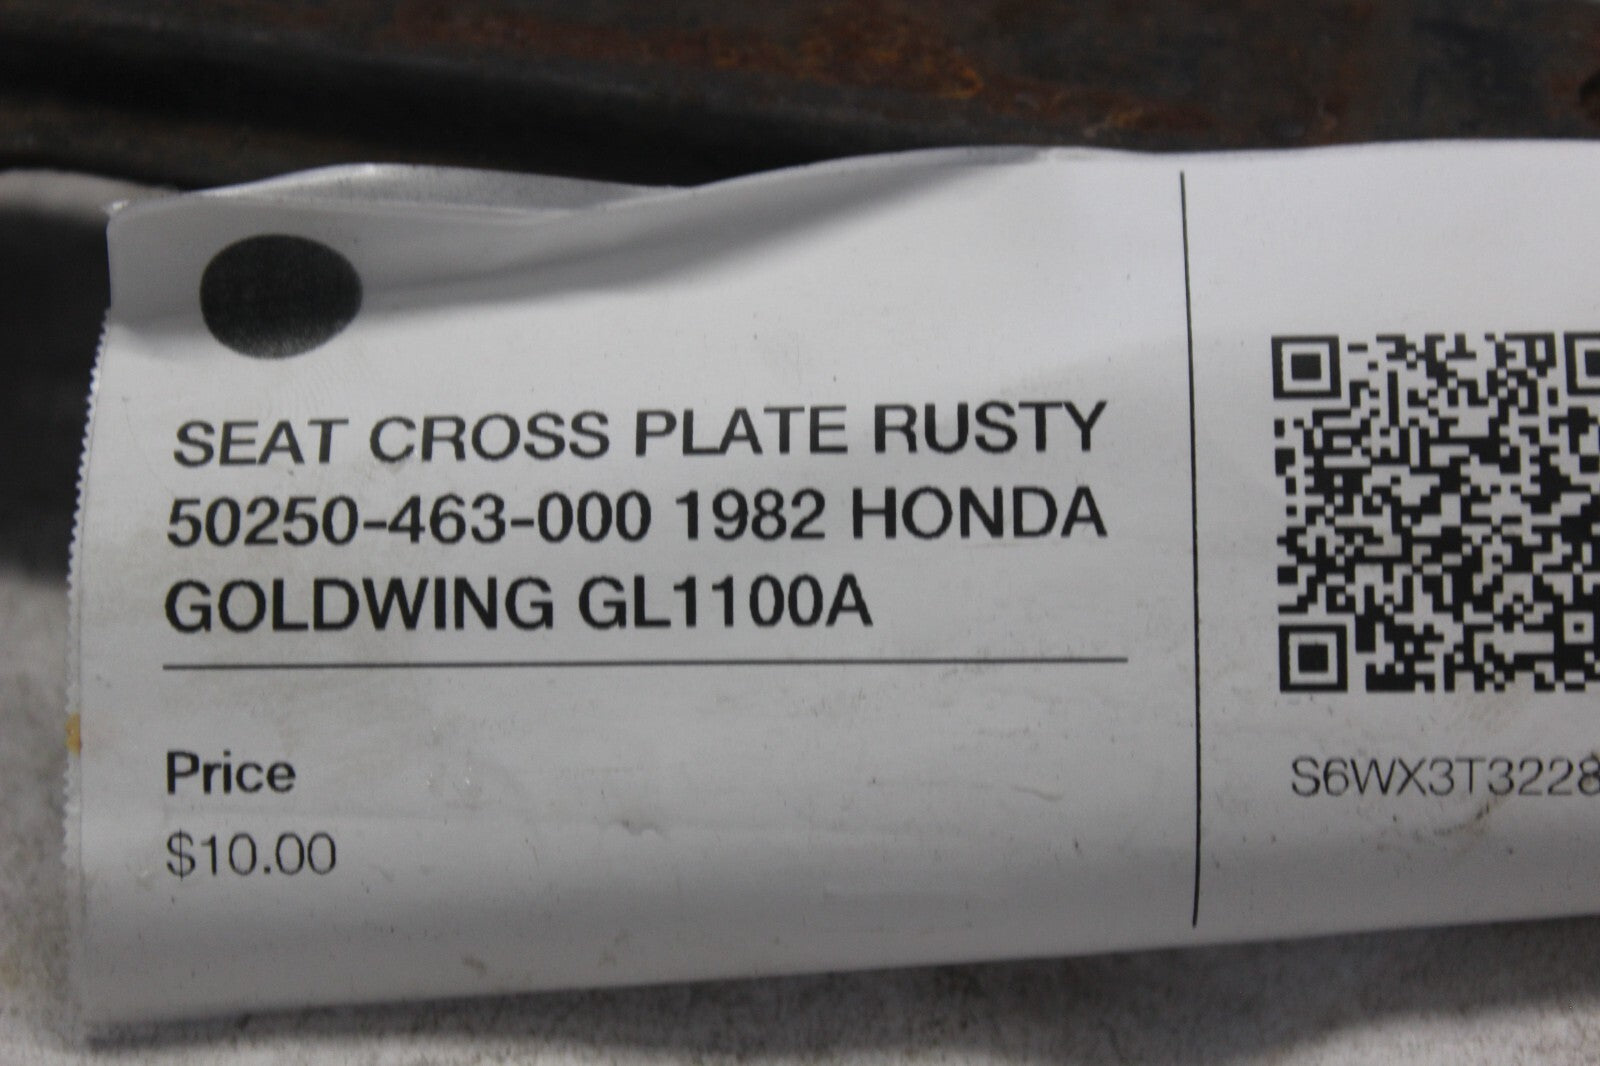 SEAT CROSS PLATE RUSTY
50250-463-000 1982 HONDA
GOLDWING GL1100A
Price
$10.00
S6WX3T3228